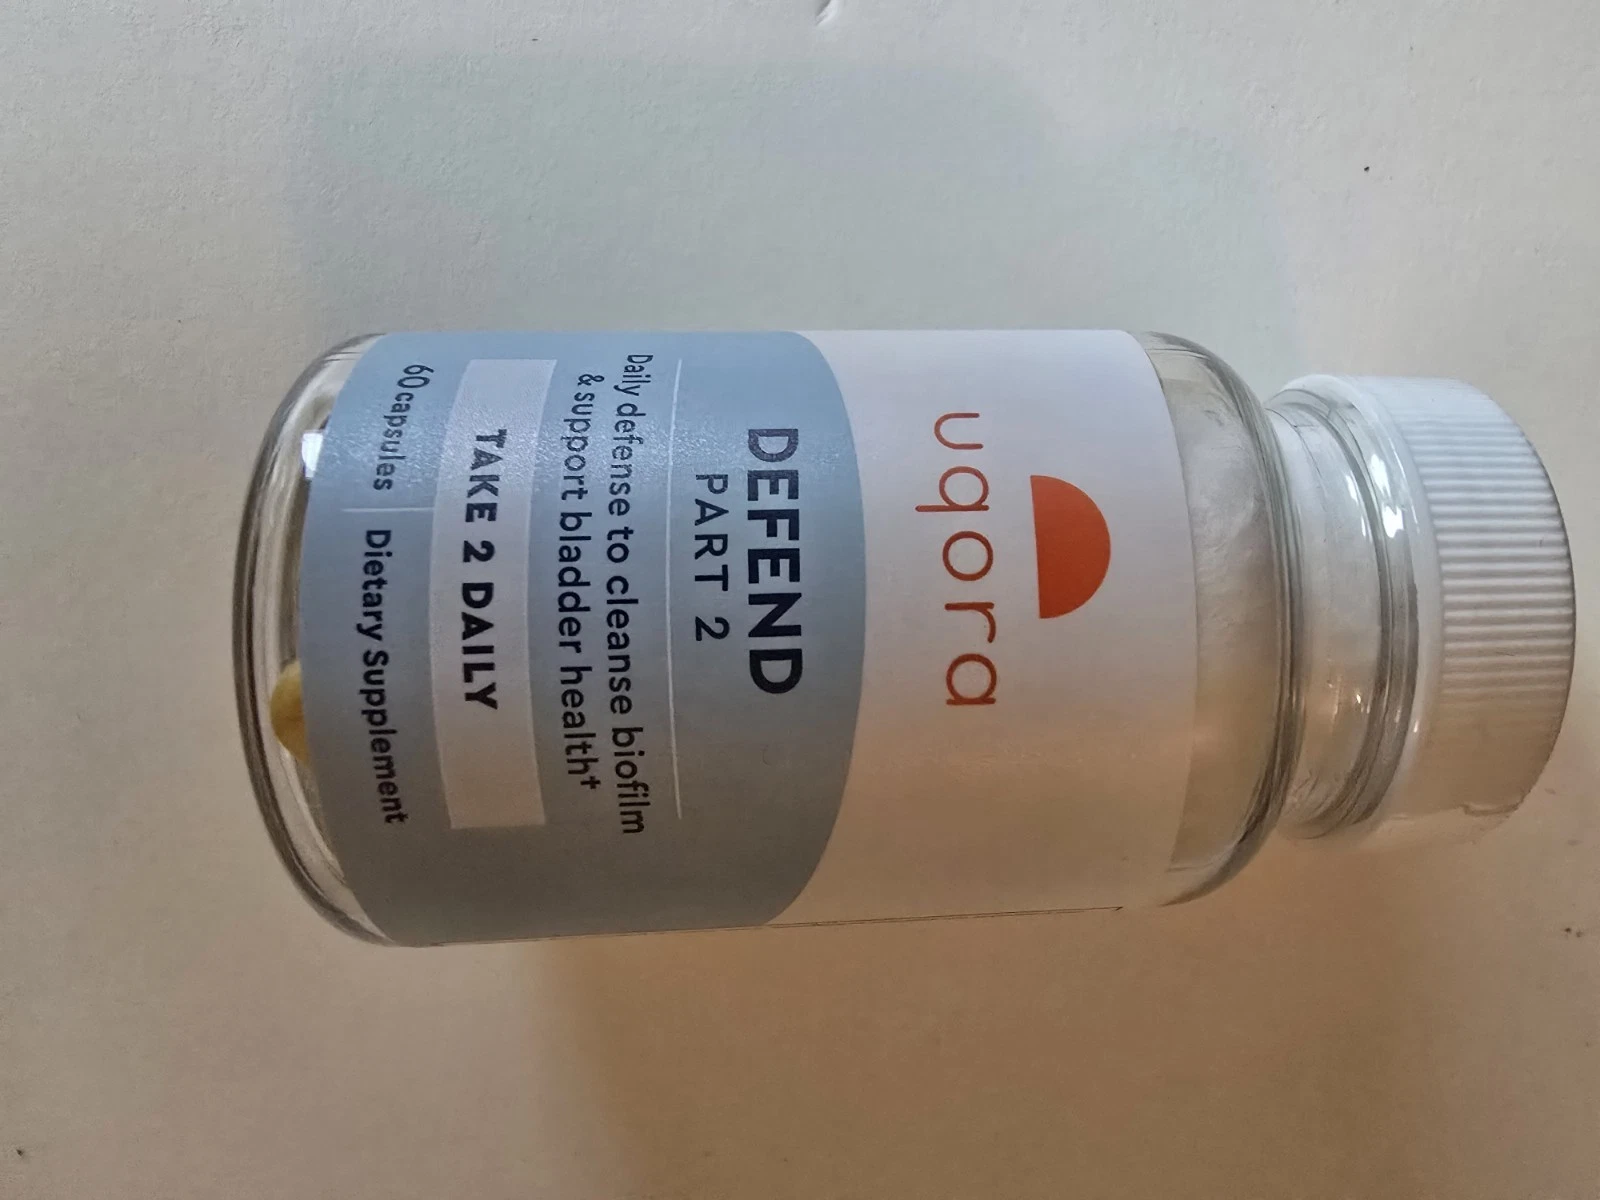 uqora
DEFEND
PART 2
Daily defense to cleanse biofilm
& support bladder health†
TAKE 2 DAILY
60 capsules | Dietary Supplement